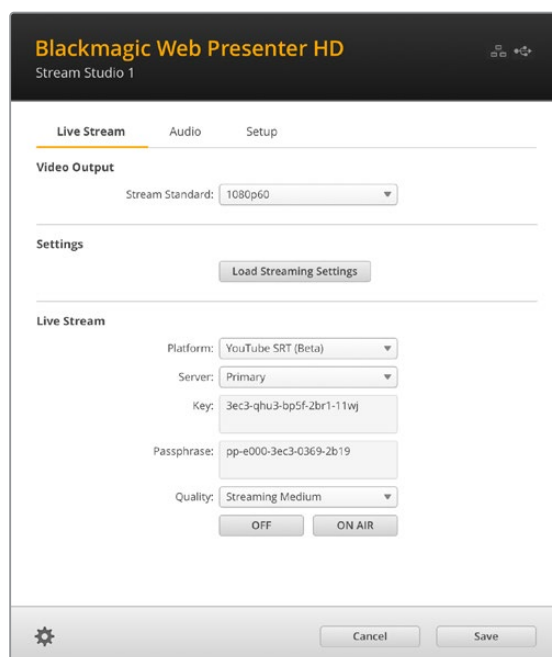 Blackmagic Web Presenter HD
Stream Studio 1
Live Stream Audio Setup
Video Output
Stream Standard: 1080p60
Settings
Load Streaming Settings
Live Stream
Platform: YouTube SRT (Beta)
Server: Primary
Key: 3ec3-qhu3-bp5f-2br1-11wj
Passphrase: pp-e000-3ec3-0369-2b19
Quality: Streaming Medium
OFF ON AIR
Cancel Save